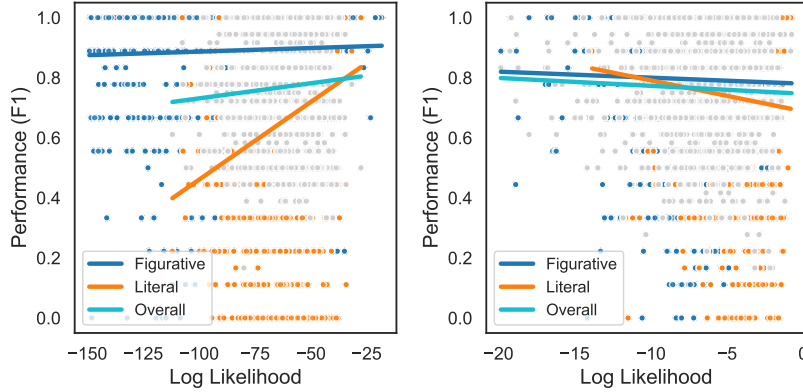 1.0
0.8
0.6
0.4
0.2
0.0
Performance (F1)
Figurative
Literal
Overall
−150 −125 −100 −75 −50 −25
Log Likelihood
1.0
0.8
0.6
0.4
0.2
0.0
Performance (F1)
Figurative
Literal
Overall
−20 −15 −10 −5 0
Log Likelihood